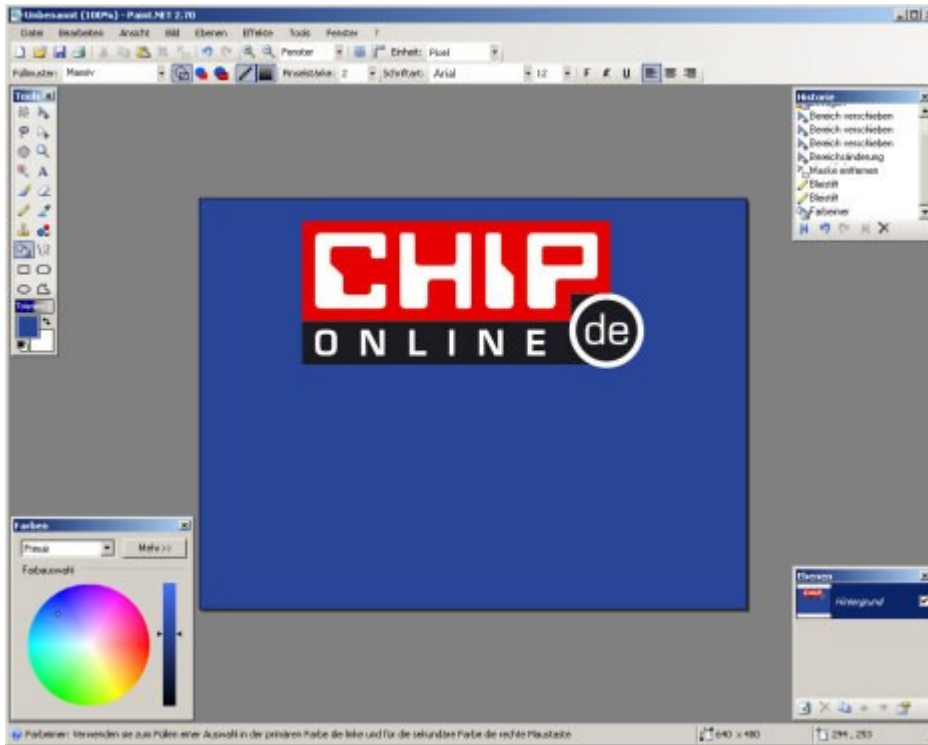 Unbenannt (100%) - Paint.NET 2.70
Datei Bearbeiten Ansicht Bild Ebenen Effekte Tools Fenster ?
Fenster Einheit: Pixel
Füllmuster: Massiv Pinselstärke: 2 Schriftart: Arial 12 F K U
Tools
Historie
Einfügen
Bereich verschieben
Bereich verschieben
Bereich verschieben
Bereichsänderung
Maske entfernen
Bleistift
Bleistift
Farbeimer
CHIP
ONLINE de
Farben
Primär Mehr >>
Farbauswahl
Ebenen
Hintergrund
Farbeimer: Verwenden sie zum Füllen einer Auswahl in der primären Farbe die linke und für die sekundäre Farbe die rechte Maustaste 640 x 480 294, 253